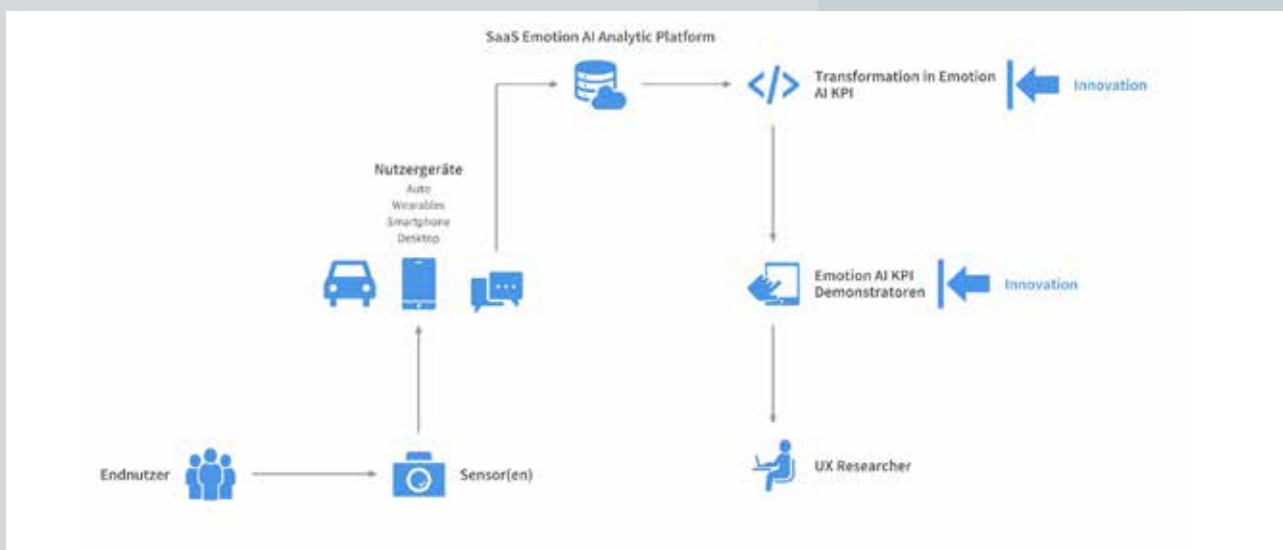 SaaS Emotion AI Analytic Platform
Transformation in Emotion
AI KPI
Innovation
Nutzergeräte
Auto
Wearables
Smartphone
Desktop
Emotion AI KPI
Demonstratoren
Innovation
Endnutzer
Sensor(en)
UX Researcher